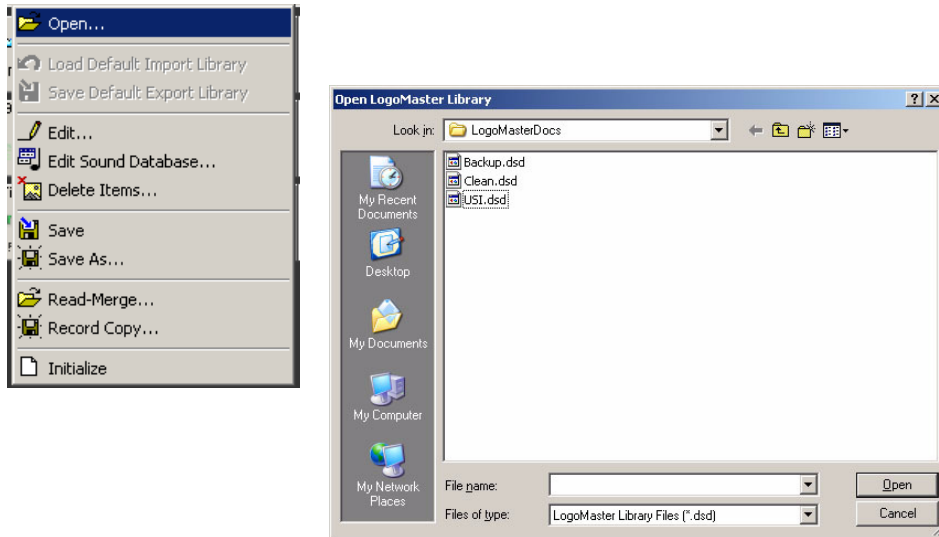 Open...
Load Default Import Library
Save Default Export Library
Edit...
Edit Sound Database...
Delete Items...
Save
Save As...
Read-Merge...
Record Copy...
Initialize
Open LogoMaster Library
Look in:
LogoMasterDocs
My Recent
Documents
Desktop
My Documents
My Computer
My Network
Places
Backup.dsd
Clean.dsd
USI.dsd
File name:
Open
Files of type:
LogoMaster Library Files (*.dsd)
Cancel